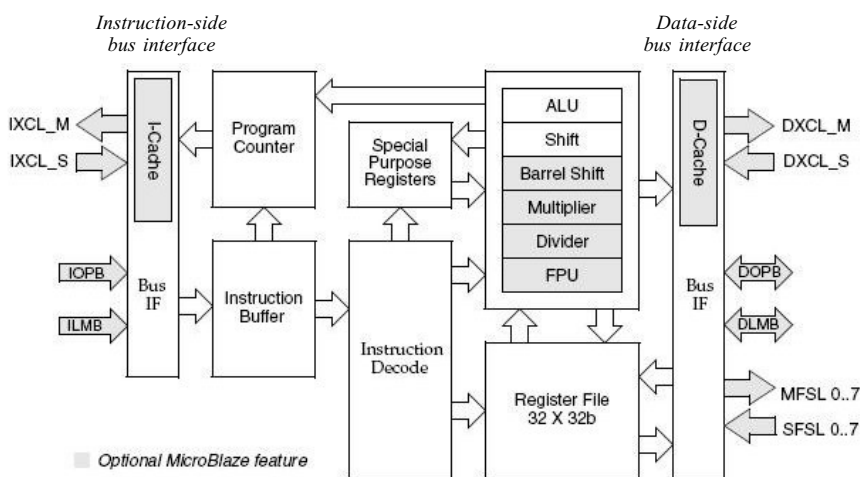 Instruction-side
bus interface
Data-side
bus interface
IXCL_M
IXCL_S
I-Cache
Program
Counter
Special
Purpose
Registers
ALU
Shift
Barrel Shift
Multiplier
Divider
FPU
D-Cache
DXCL_M
DXCL_S
IOPB
ILMB
Bus
IF
Instruction
Buffer
Instruction
Decode
Register File
32 X 32b
Bus
IF
DOPB
DLMB
MFSL 0..7
SFSL 0..7
Optional MicroBlaze feature